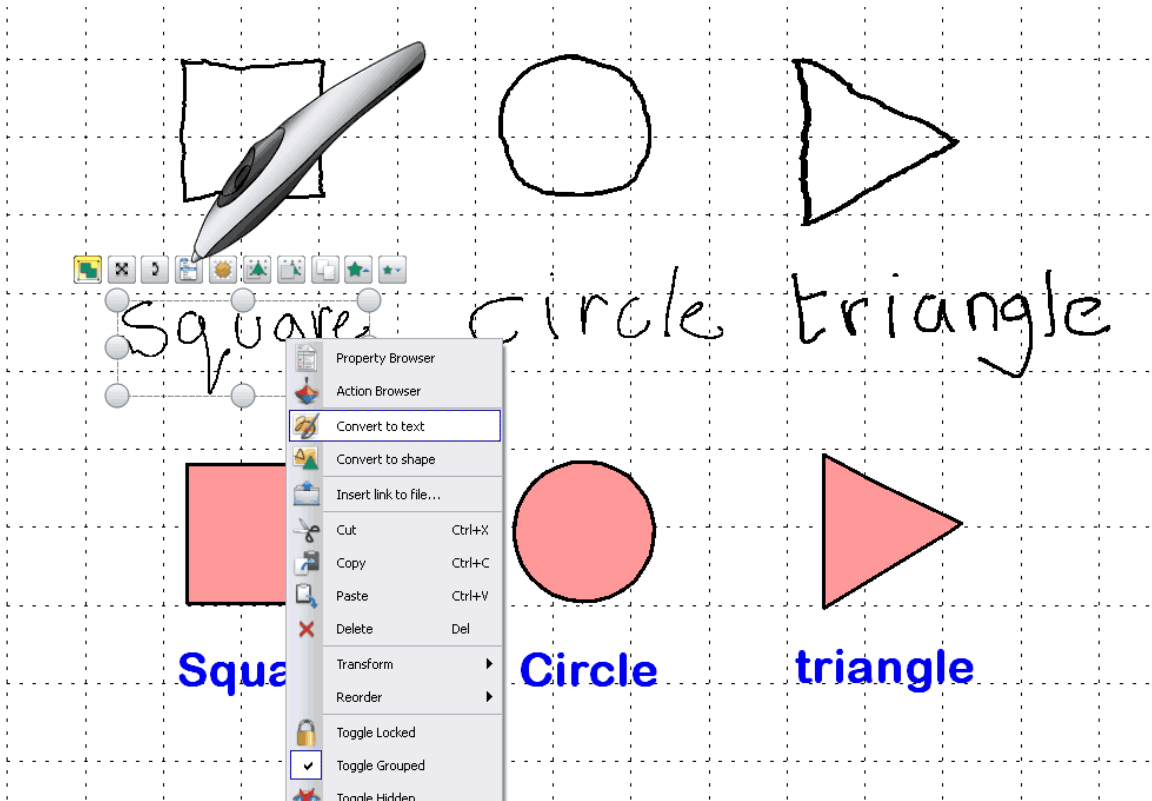 Square circle triangle
Property Browser
Action Browser
Convert to text
Convert to shape
Insert link to file...
Cut Ctrl+X
Copy Ctrl+C
Paste Ctrl+V
Delete Del
Transform
Reorder
Toggle Locked
Toggle Grouped
Toggle Hidden
Squa Circle triangle